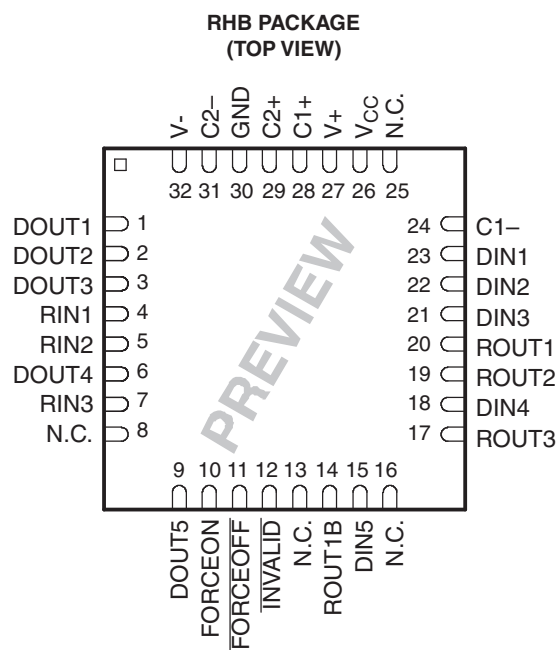 RHB PACKAGE
(TOP VIEW)
V- C2– GND C2+ C1+ V+ VCC N.C.
32 31 30 29 28 27 26 25
DOUT1 1 24 C1–
DOUT2 2 23 DIN1
DOUT3 3 22 DIN2
RIN1 4 21 DIN3
RIN2 5 20 ROUT1
DOUT4 6 19 ROUT2
RIN3 7 18 DIN4
N.C. 8 17 ROUT3
PREVIEW
9 10 11 12 13 14 15 16
DOUT5 FORCEON FORCEOFF INVALID N.C. ROUT1B DIN5 N.C.